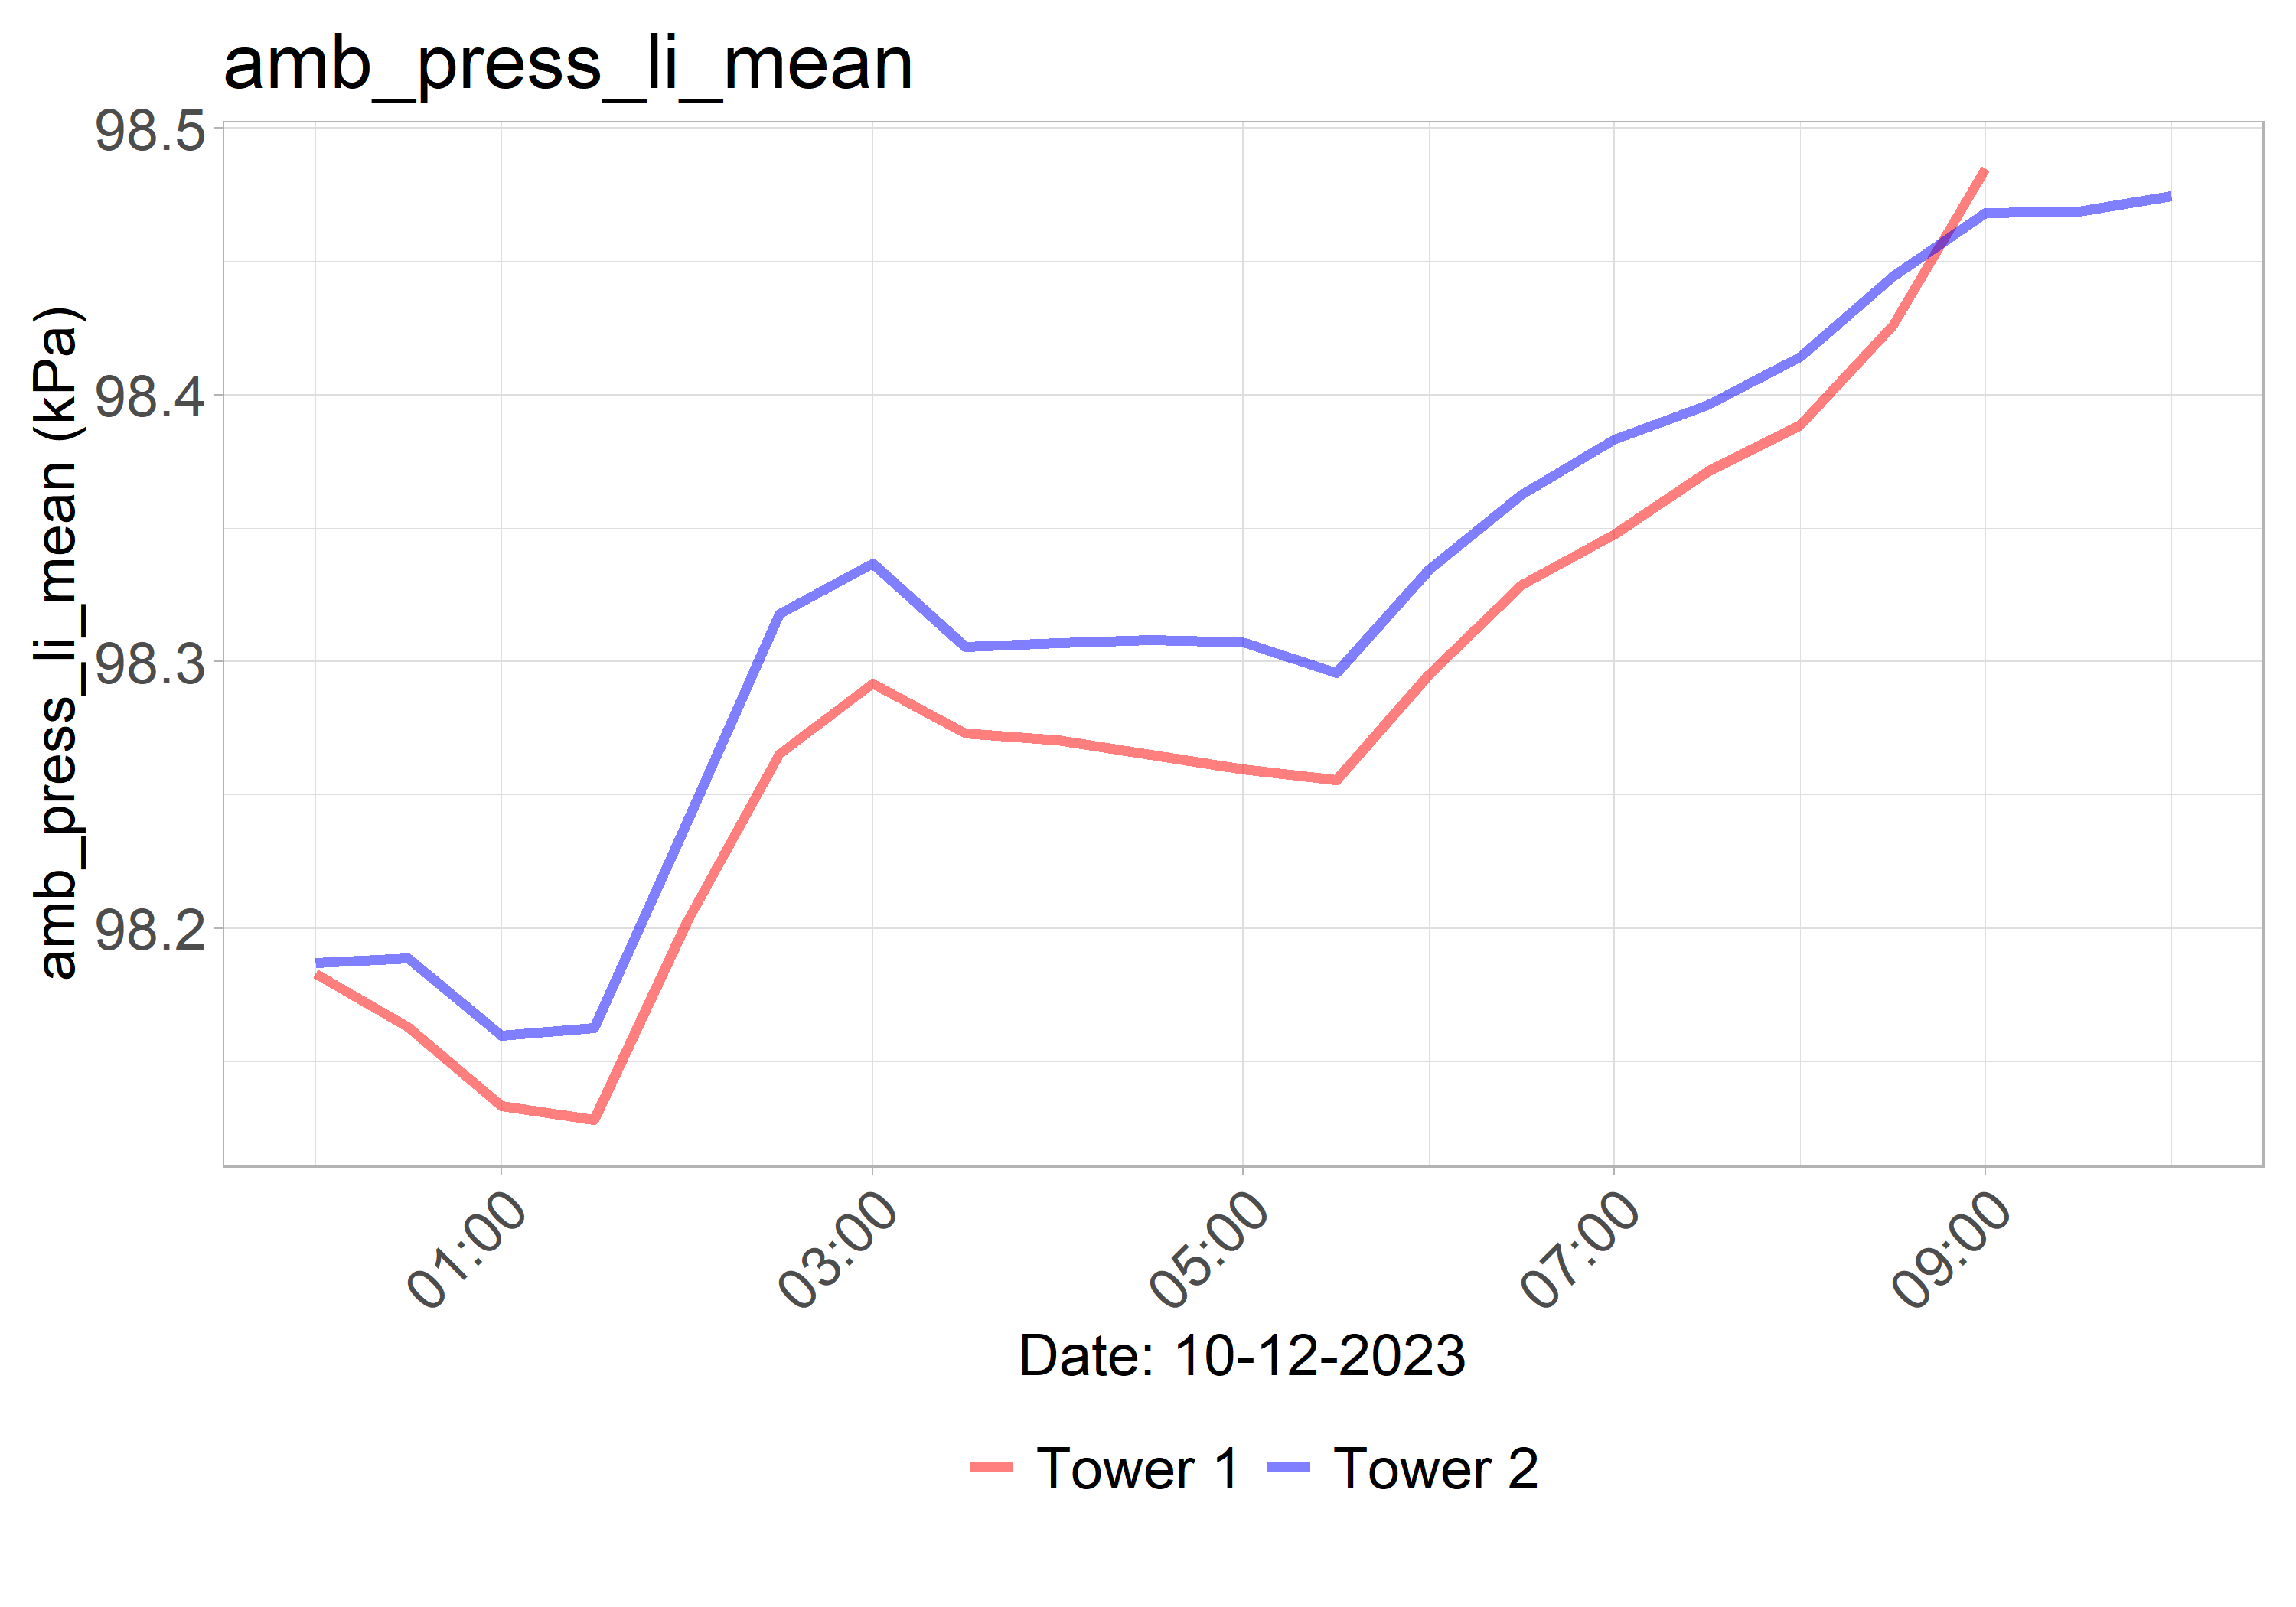 amb_press_li_mean
amb_press_li_mean (kPa)
98.5
98.4
98.3
98.2
01:00
03:00
05:00
07:00
09:00
Date: 10-12-2023
Tower 1
Tower 2